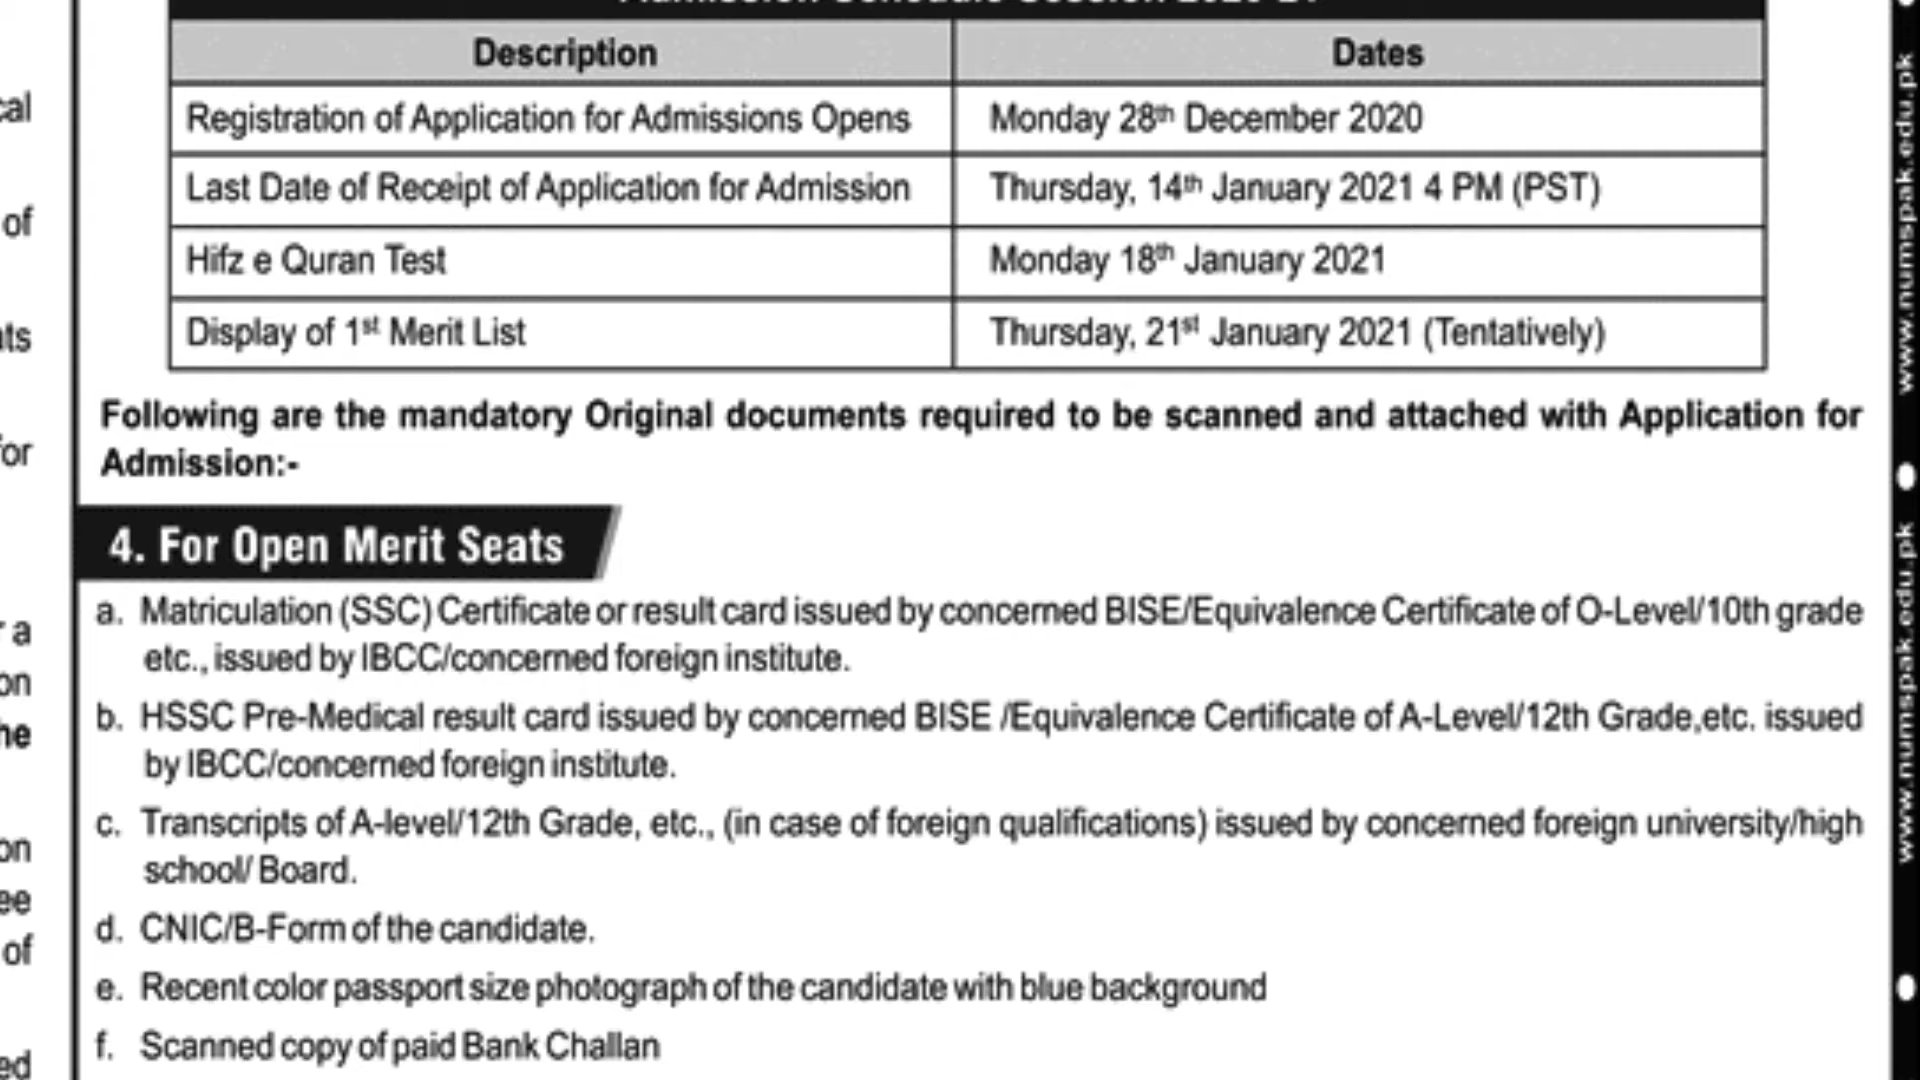 Admission Schedule Session 2020-21
Description Dates
Registration of Application for Admissions Opens Monday 28th December 2020
Last Date of Receipt of Application for Admission Thursday, 14th January 2021 4 PM (PST)
Hifz e Quran Test Monday 18th January 2021
Display of 1st Merit List Thursday, 21st January 2021 (Tentatively)
Following are the mandatory Original documents required to be scanned and attached with Application for
Admission:-
4. For Open Merit Seats
a. Matriculation (SSC) Certificate or result card issued by concerned BISE/Equivalence Certificate of O-Level/10th grade
etc., issued by IBCC/concerned foreign institute.
b. HSSC Pre-Medical result card issued by concerned BISE /Equivalence Certificate of A-Level/12th Grade,etc. issued
by IBCC/concerned foreign institute.
c. Transcripts of A-level/12th Grade, etc., (in case of foreign qualifications) issued by concerned foreign university/high
school/ Board.
d. CNIC/B-Form of the candidate.
e. Recent color passport size photograph of the candidate with blue background
f. Scanned copy of paid Bank Challan
of
a
of
www.numspak.edu.pk
www.numspak.edu.pk